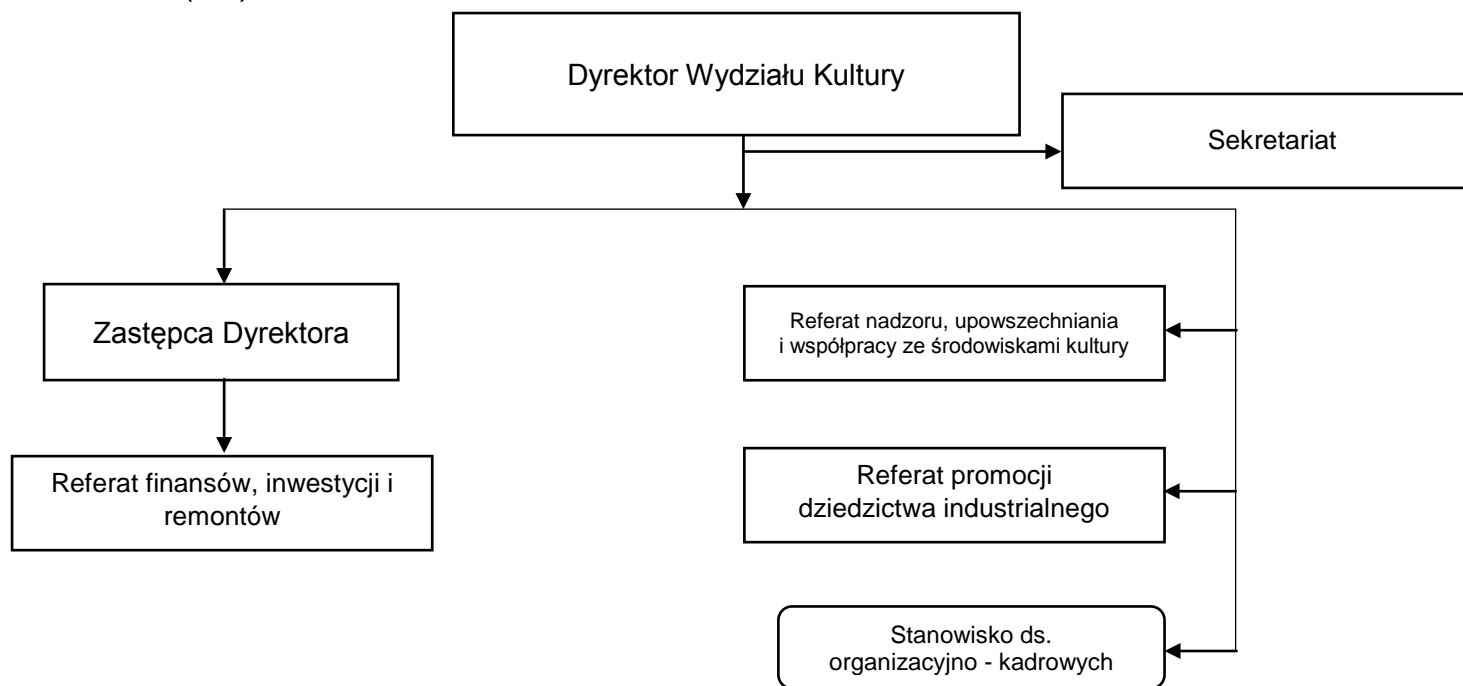 Dyrektor Wydziału Kultury
Sekretariat
Zastępca Dyrektora
Referat nadzoru, upowszechniania
i współpracy ze środowiskami kultury
Referat finansów, inwestycji i
remontów
Referat promocji
dziedzictwa industrialnego
Stanowisko ds.
organizacyjno - kadrowych